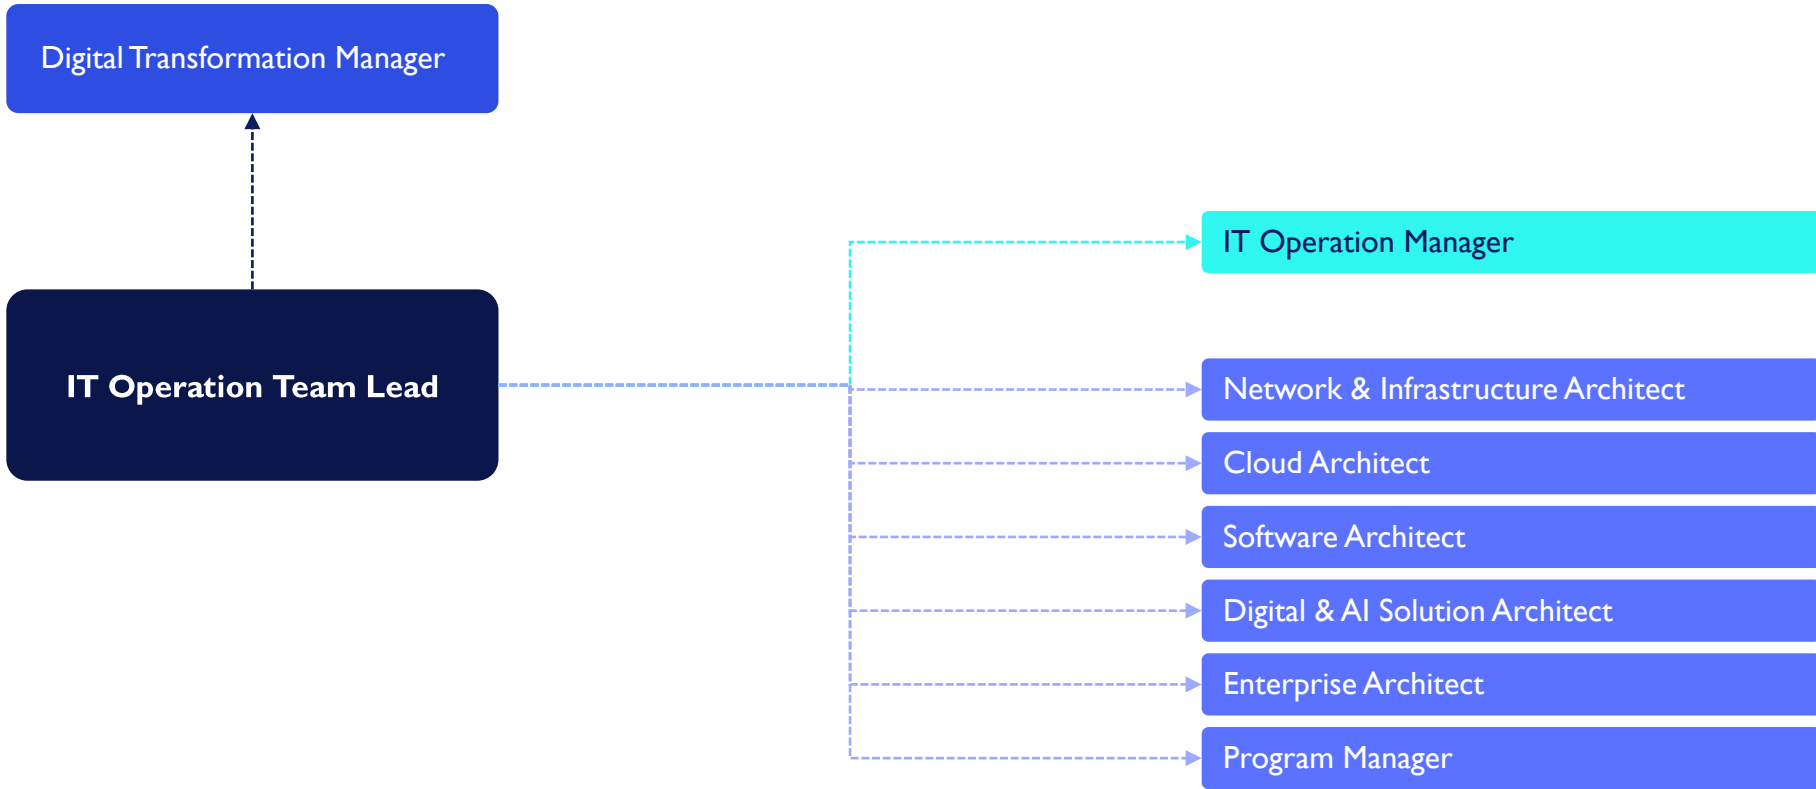 Digital Transformation Manager
IT Operation Manager
IT Operation Team Lead
Network & Infrastructure Architect
Cloud Architect
Software Architect
Digital & AI Solution Architect
Enterprise Architect
Program Manager